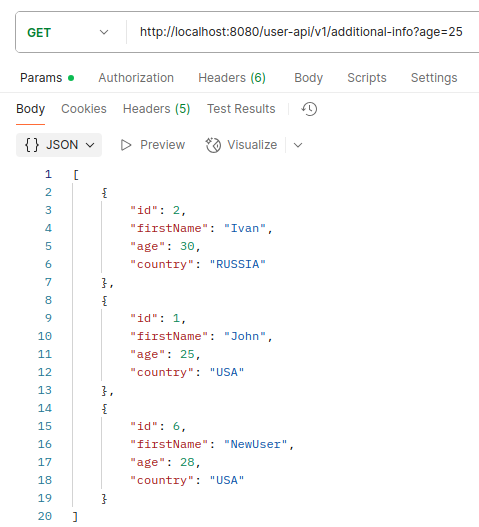 GET http://localhost:8080/user-api/v1/additional-info?age=25
Params Authorization Headers (6) Body Scripts Settings
Body Cookies Headers (5) Test Results
{} JSON Preview Visualize
1 [
2 {
3 "id": 2,
4 "firstName": "Ivan",
5 "age": 30,
6 "country": "RUSSIA"
7 },
8 {
9 "id": 1,
10 "firstName": "John",
11 "age": 25,
12 "country": "USA"
13 },
14 {
15 "id": 6,
16 "firstName": "NewUser",
17 "age": 28,
18 "country": "USA"
19 }
20 ]